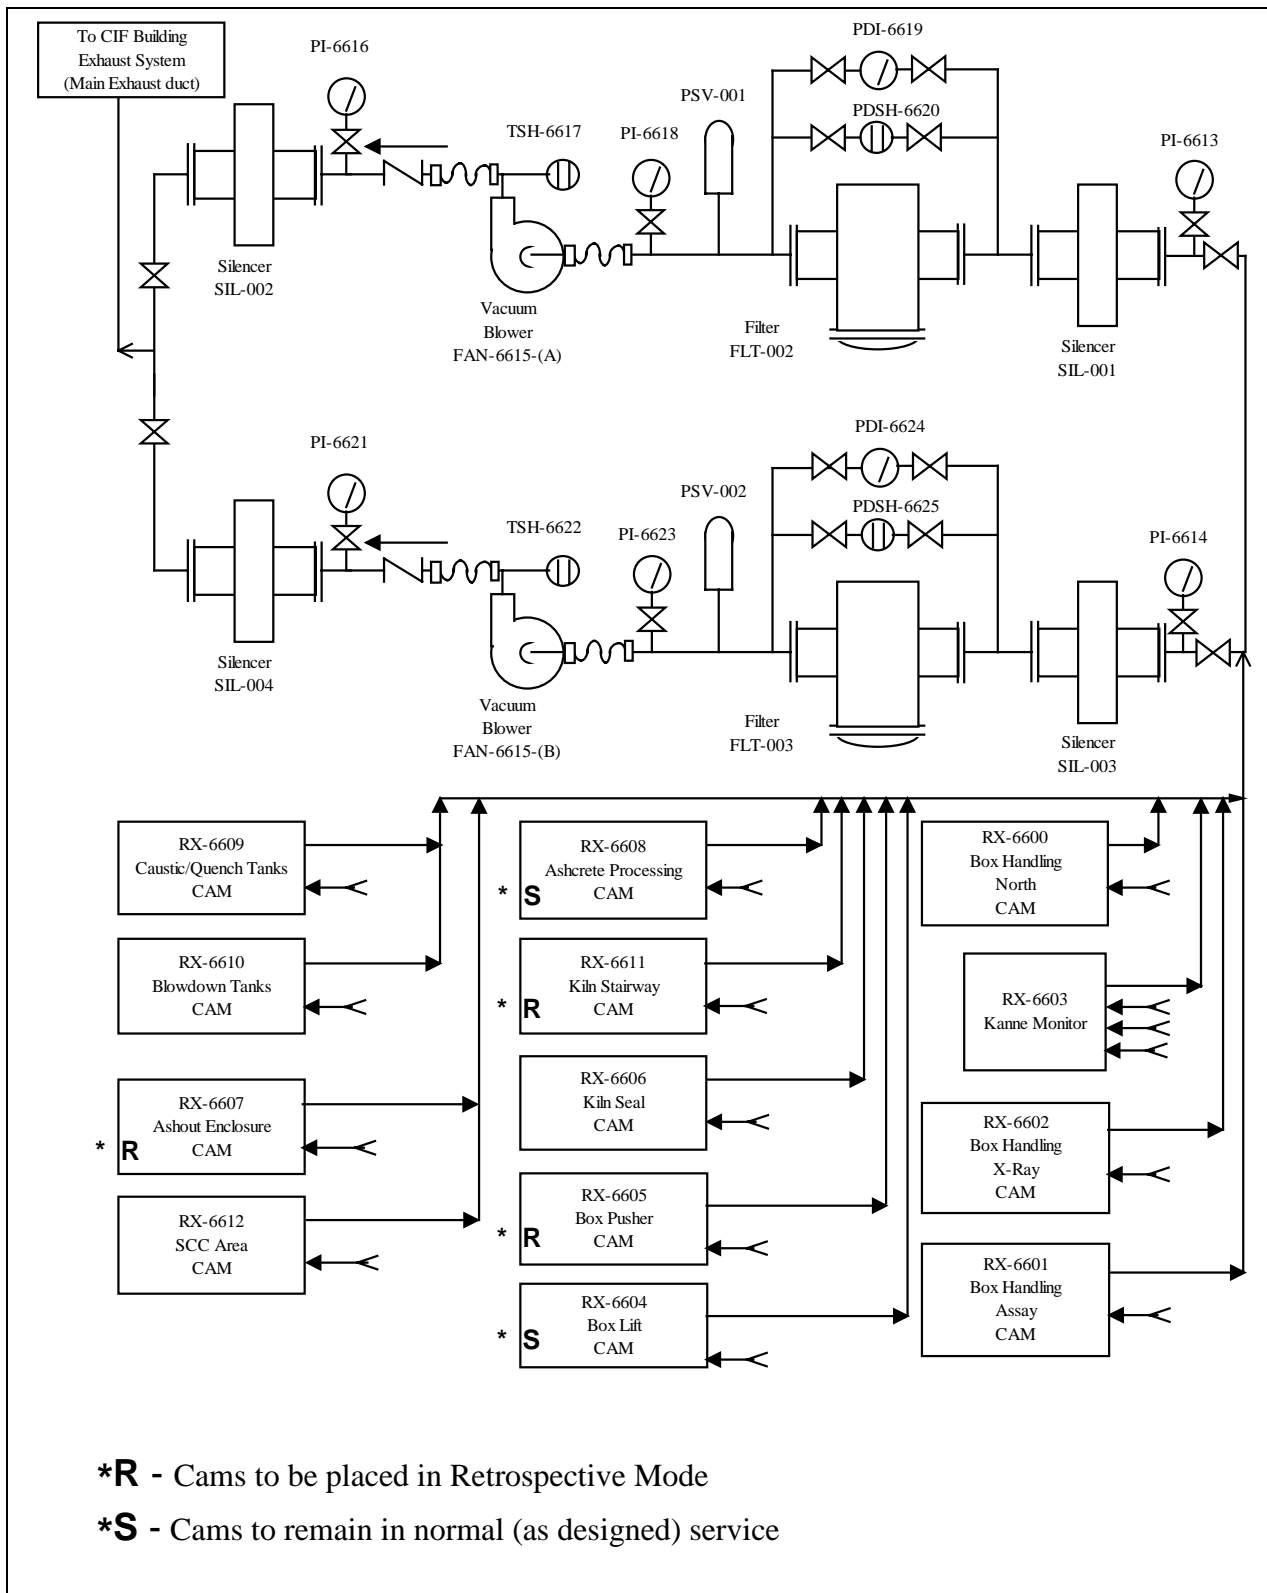 To CIF Building
Exhaust System
(Main Exhaust duct)
PI-6616
PDI-6619
PSV-001
PDSH-6620
TSH-6617
PI-6618
PI-6613
Silencer
SIL-002
Vacuum
Blower
FAN-6615-(A)
Filter
FLT-002
Silencer
SIL-001
PI-6621
PDI-6624
PSV-002
PDSH-6625
TSH-6622
PI-6623
PI-6614
Silencer
SIL-004
Vacuum
Blower
FAN-6615-(B)
Filter
FLT-003
Silencer
SIL-003
RX-6609
Caustic/Quench Tanks
CAM
RX-6610
Blowdown Tanks
CAM
RX-6607
Ashout Enclosure
CAM
* R
RX-6612
SCC Area
CAM
RX-6608
Ashcrete Processing
CAM
* S
RX-6611
Kiln Stairway
CAM
* R
RX-6606
Kiln Seal
CAM
RX-6605
Box Pusher
CAM
* R
RX-6604
Box Lift
CAM
* S
RX-6600
Box Handling
North
CAM
RX-6603
Kanne Monitor
RX-6602
Box Handling
X-Ray
CAM
RX-6601
Box Handling
Assay
CAM
*R - Cams to be placed in Retrospective Mode
*S - Cams to remain in normal (as designed) service